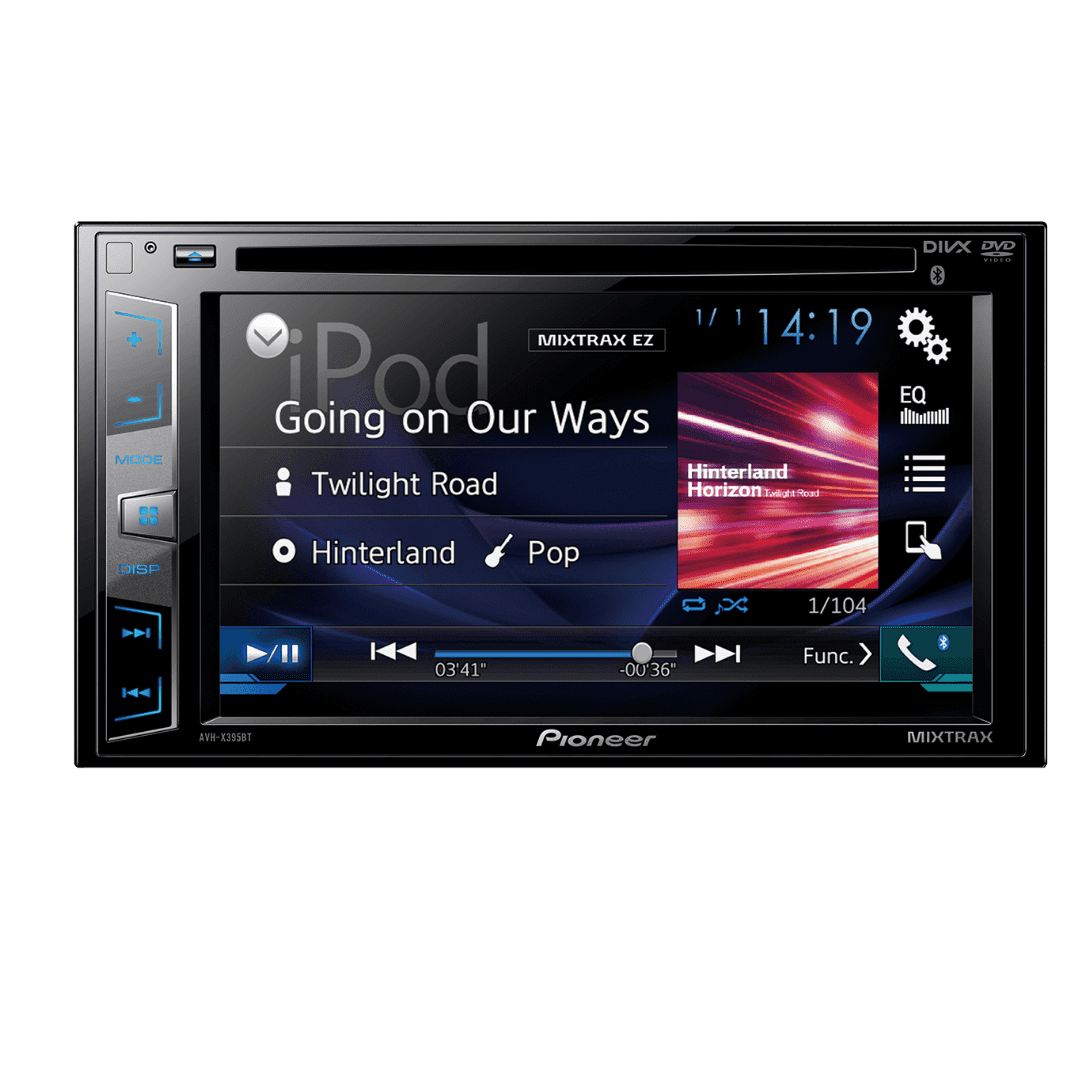 DIVX DVD
VIDEO
iPod
MIXTRAX EZ
1/ 1 14:19
Going on Our Ways
EQ
Twilight Road
Hinterland
Horizon Twilight Road
Hinterland Pop
1/104
+
-
MODE
DISP
03'41"
-00'36"
Func.
AVH-X395BT
Pioneer
MIXTRAX